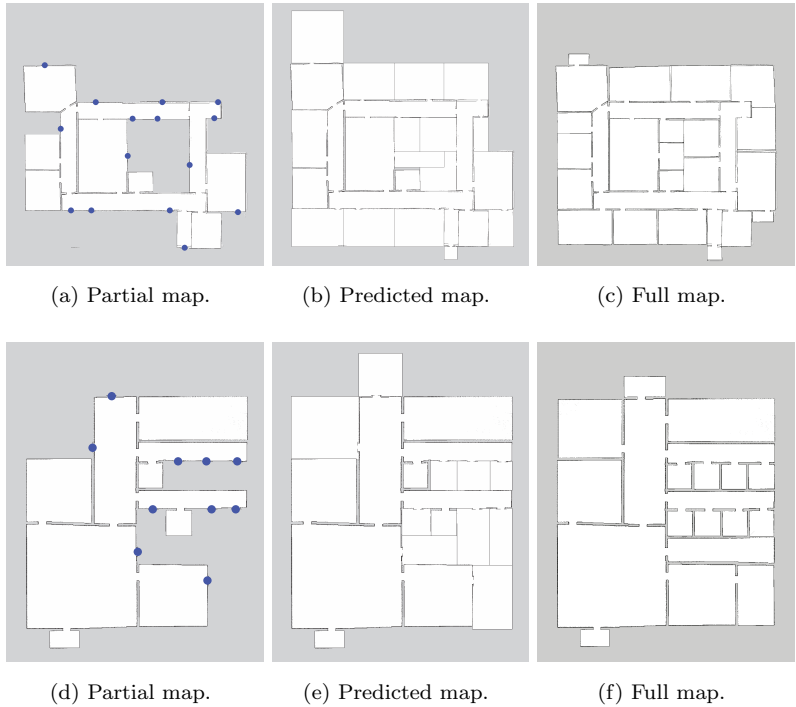 (a) Partial map.
(b) Predicted map.
(c) Full map.
(d) Partial map.
(e) Predicted map.
(f) Full map.